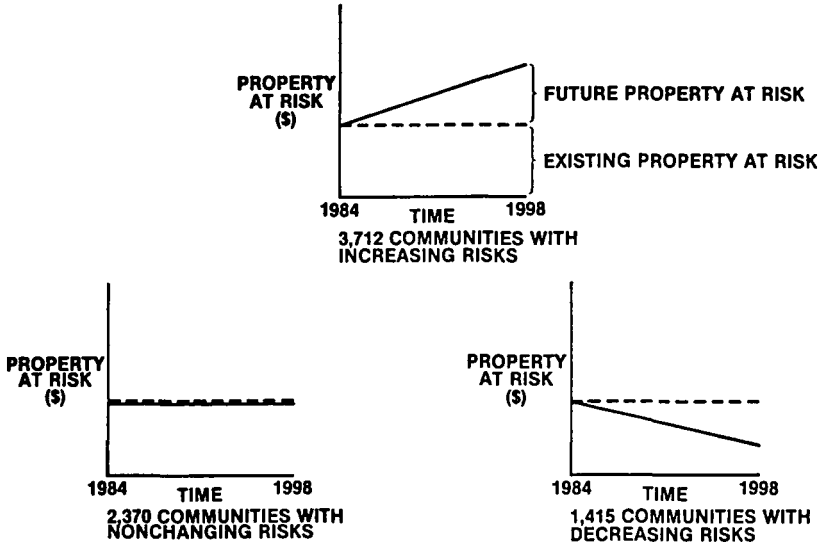 PROPERTY
AT RISK
($)
FUTURE PROPERTY AT RISK
EXISTING PROPERTY AT RISK
1984
TIME
1998
3,712 COMMUNITIES WITH
INCREASING RISKS
PROPERTY
AT RISK
($)
1984
TIME
1998
2,370 COMMUNITIES WITH
NONCHANGING RISKS
PROPERTY
AT RISK
($)
1984
TIME
1998
1,415 COMMUNITIES WITH
DECREASING RISKS